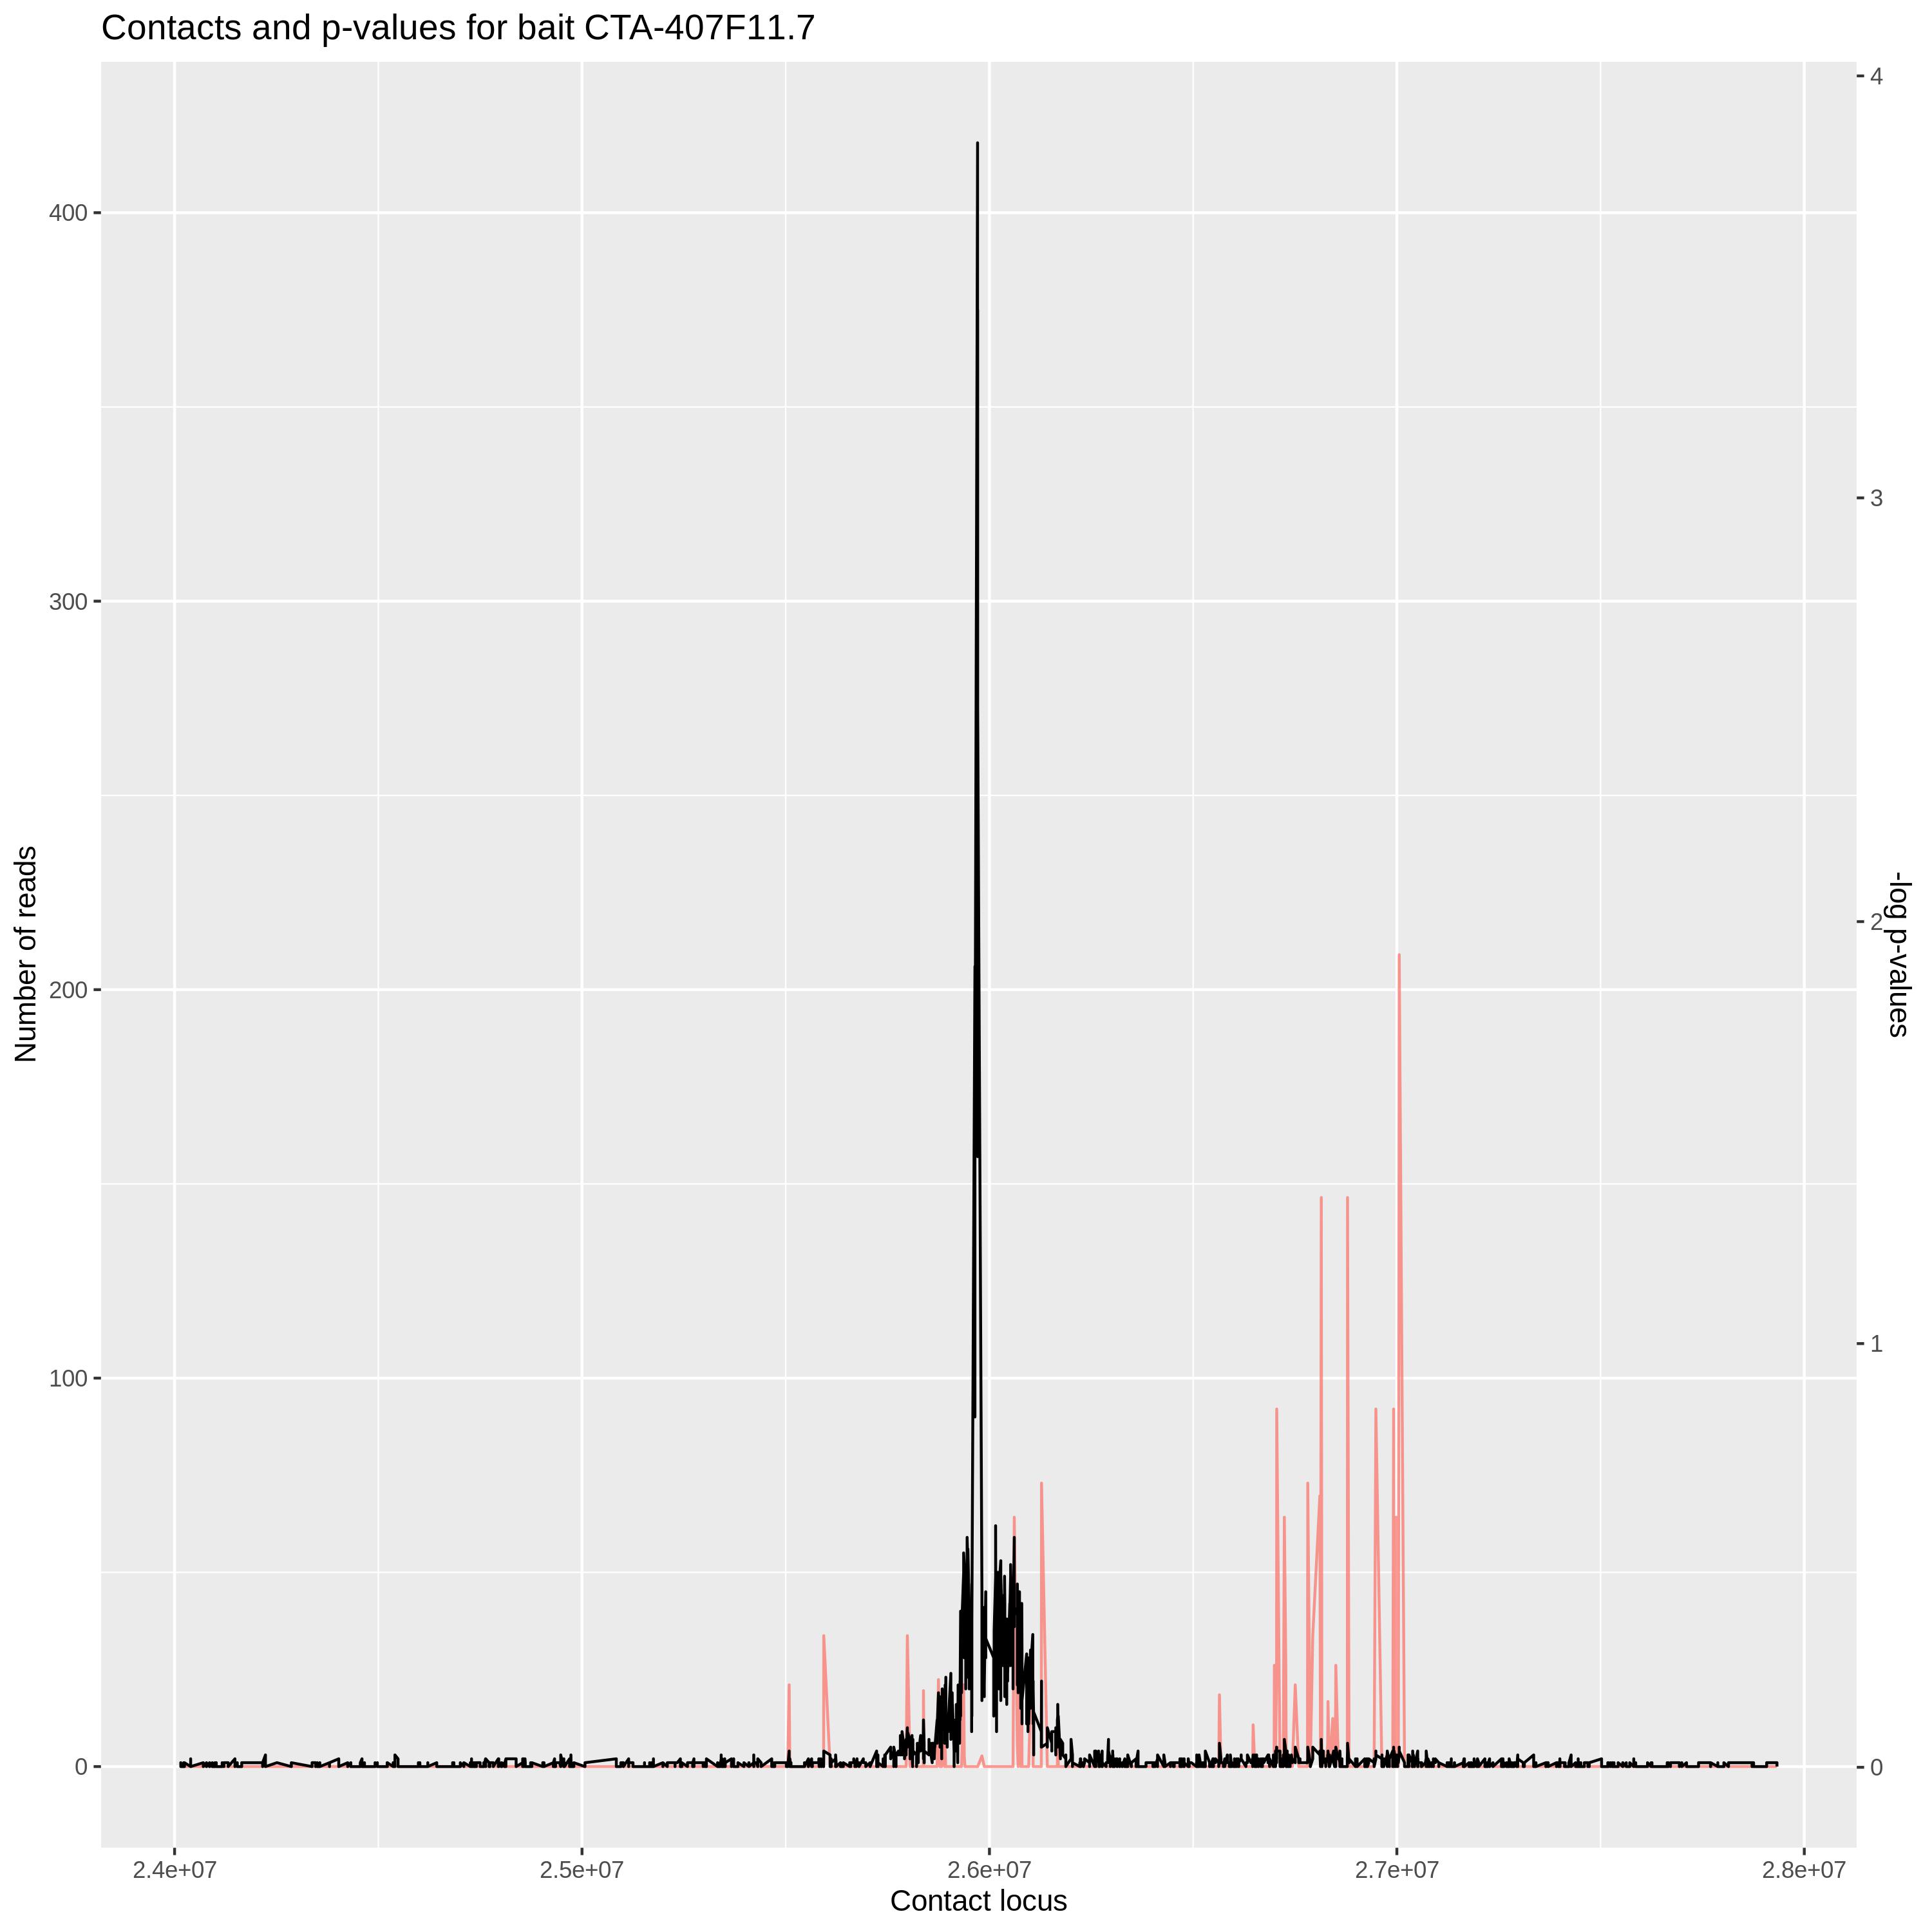 Contacts and p-values for bait CTA-407F11.7
Number of reads
400
300
200
100
0
4
3
2
1
0
-log p-values
2.4e+07
2.5e+07
2.6e+07
2.7e+07
2.8e+07
Contact locus